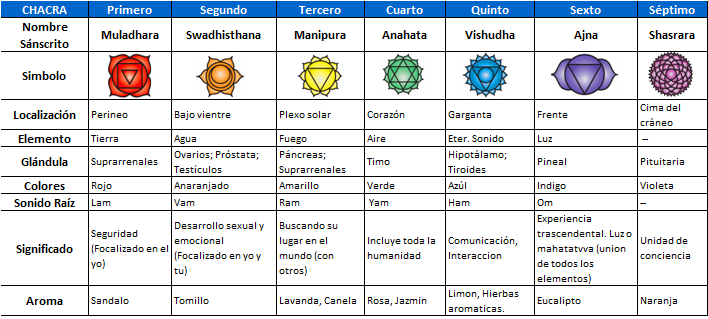 CHACRA Primero Segundo Tercero Cuarto Quinto Sexto Séptimo
Nombre
Sánscrito Muladhara Swadhisthana Manipura Anahata Vishudha Ajna Shasrara
Simbolo
Localización Perineo Bajo vientre Plexo solar Corazón Garganta Frente Cima del
cráneo
Elemento Tierra Agua Fuego Aire Eter. Sonido Luz --
Glándula Suprarrenales Ovarios; Próstata; Páncreas; Timo Hipotálamo; Pineal Pituitaria
Testículos Suprarrenales Tiroides
Colores Rojo Anaranjado Amarillo Verde Azúl Indigo Violeta
Sonido Raíz Lam Vam Ram Yam Ham Om --
Significado Seguridad Desarrollo sexual y Buscando su Incluye toda la Comunicación, Experiencia Unidad de
(Focalizado en el emocional lugar en el humanidad Interaccion trascendental. Luz o conciencia
yo) (Focalizado en yo y mundo (con mahatatvva (union
tu) otros) de todos los
elementos)
Aroma Sandalo Tomillo Lavanda, Canela Rosa, Jazmin Limon, Hierbas Eucalipto Naranja
aromaticas.